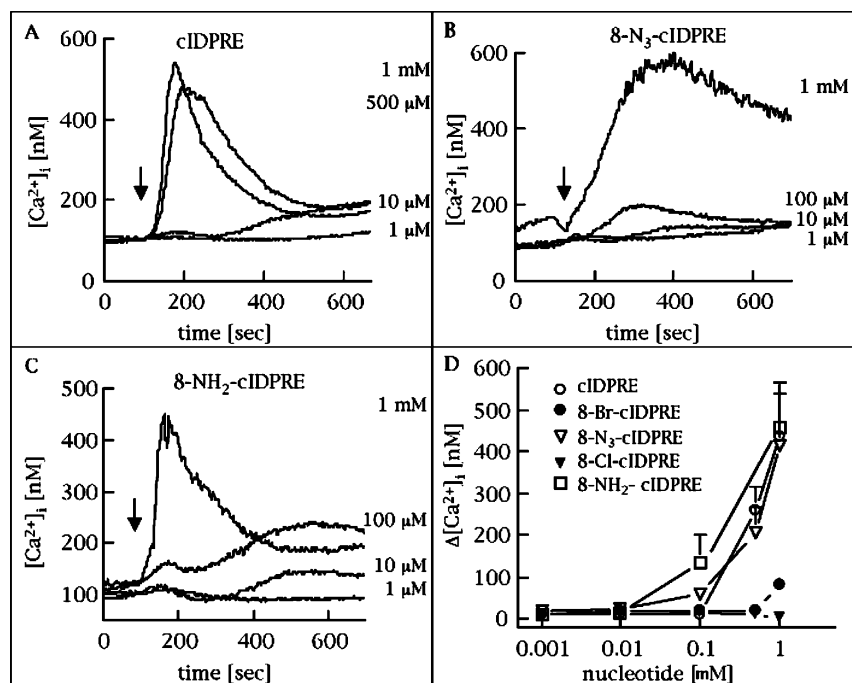 A
cIDPRE
600
400
200
0
[Ca²⁺]ᵢ [nM]
1 mM
500 µM
10 µM
1 µM
0 200 400 600
time [sec]
B
8-N₃-cIDPRE
600
400
200
0
[Ca²⁺]ᵢ [nM]
1 mM
100 µM
10 µM
1 µM
0 200 400 600
time [sec]
C
8-NH₂-cIDPRE
500
400
300
200
100
[Ca²⁺]ᵢ [nM]
1 mM
100 µM
10 µM
1 µM
0 200 400 600
time [sec]
D
600
500
400
300
200
100
0
Δ[Ca²⁺]ᵢ [nM]
cIDPRE
8-Br-cIDPRE
8-N₃-cIDPRE
8-Cl-cIDPRE
8-NH₂- cIDPRE
0.001 0.01 0.1 1
nucleotide [mM]